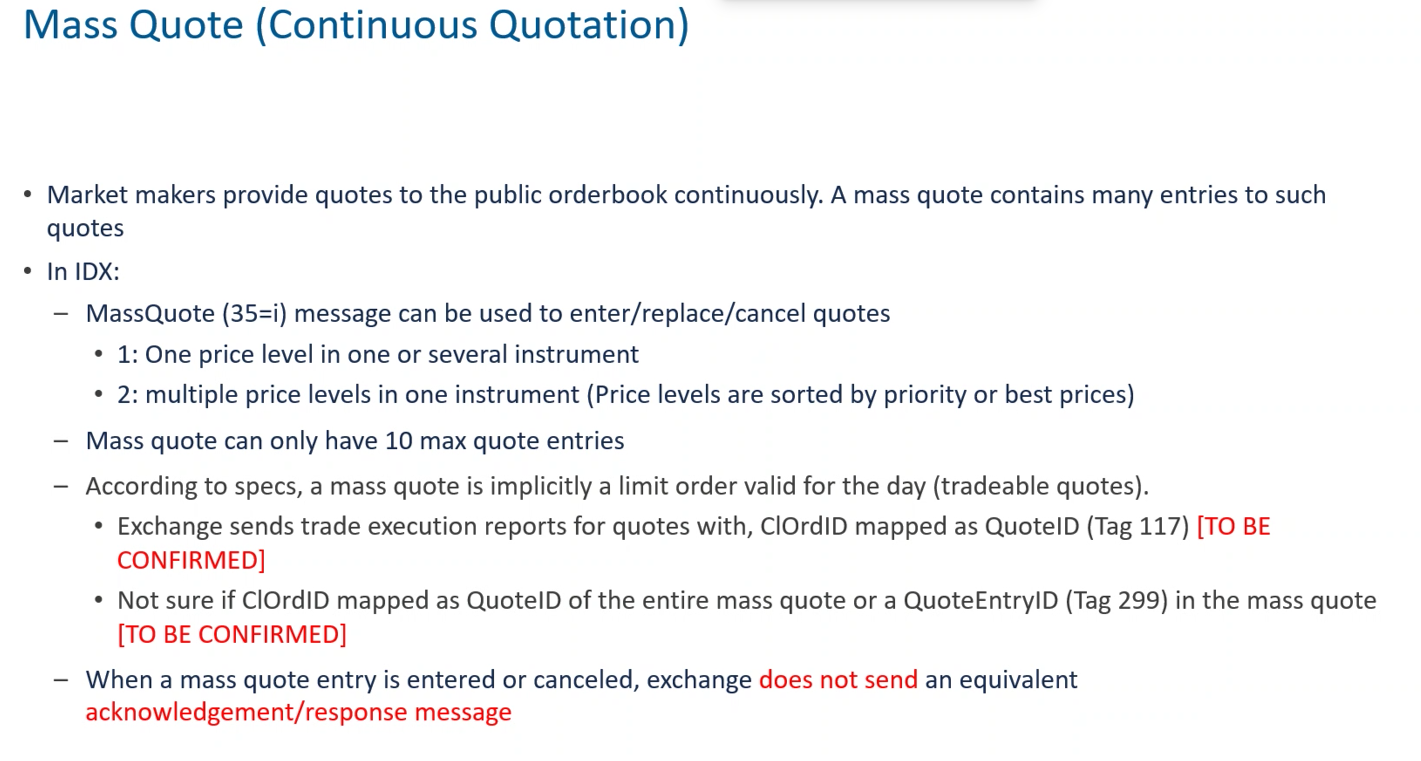 Mass Quote (Continuous Quotation)
• Market makers provide quotes to the public orderbook continuously. A mass quote contains many entries to such
quotes
• In IDX:
– MassQuote (35=i) message can be used to enter/replace/cancel quotes
• 1: One price level in one or several instrument
• 2: multiple price levels in one instrument (Price levels are sorted by priority or best prices)
– Mass quote can only have 10 max quote entries
– According to specs, a mass quote is implicitly a limit order valid for the day (tradeable quotes).
• Exchange sends trade execution reports for quotes with, ClOrdID mapped as QuoteID (Tag 117) [TO BE
CONFIRMED]
• Not sure if ClOrdID mapped as QuoteID of the entire mass quote or a QuoteEntryID (Tag 299) in the mass quote
[TO BE CONFIRMED]
– When a mass quote entry is entered or canceled, exchange does not send an equivalent
acknowledgement/response message